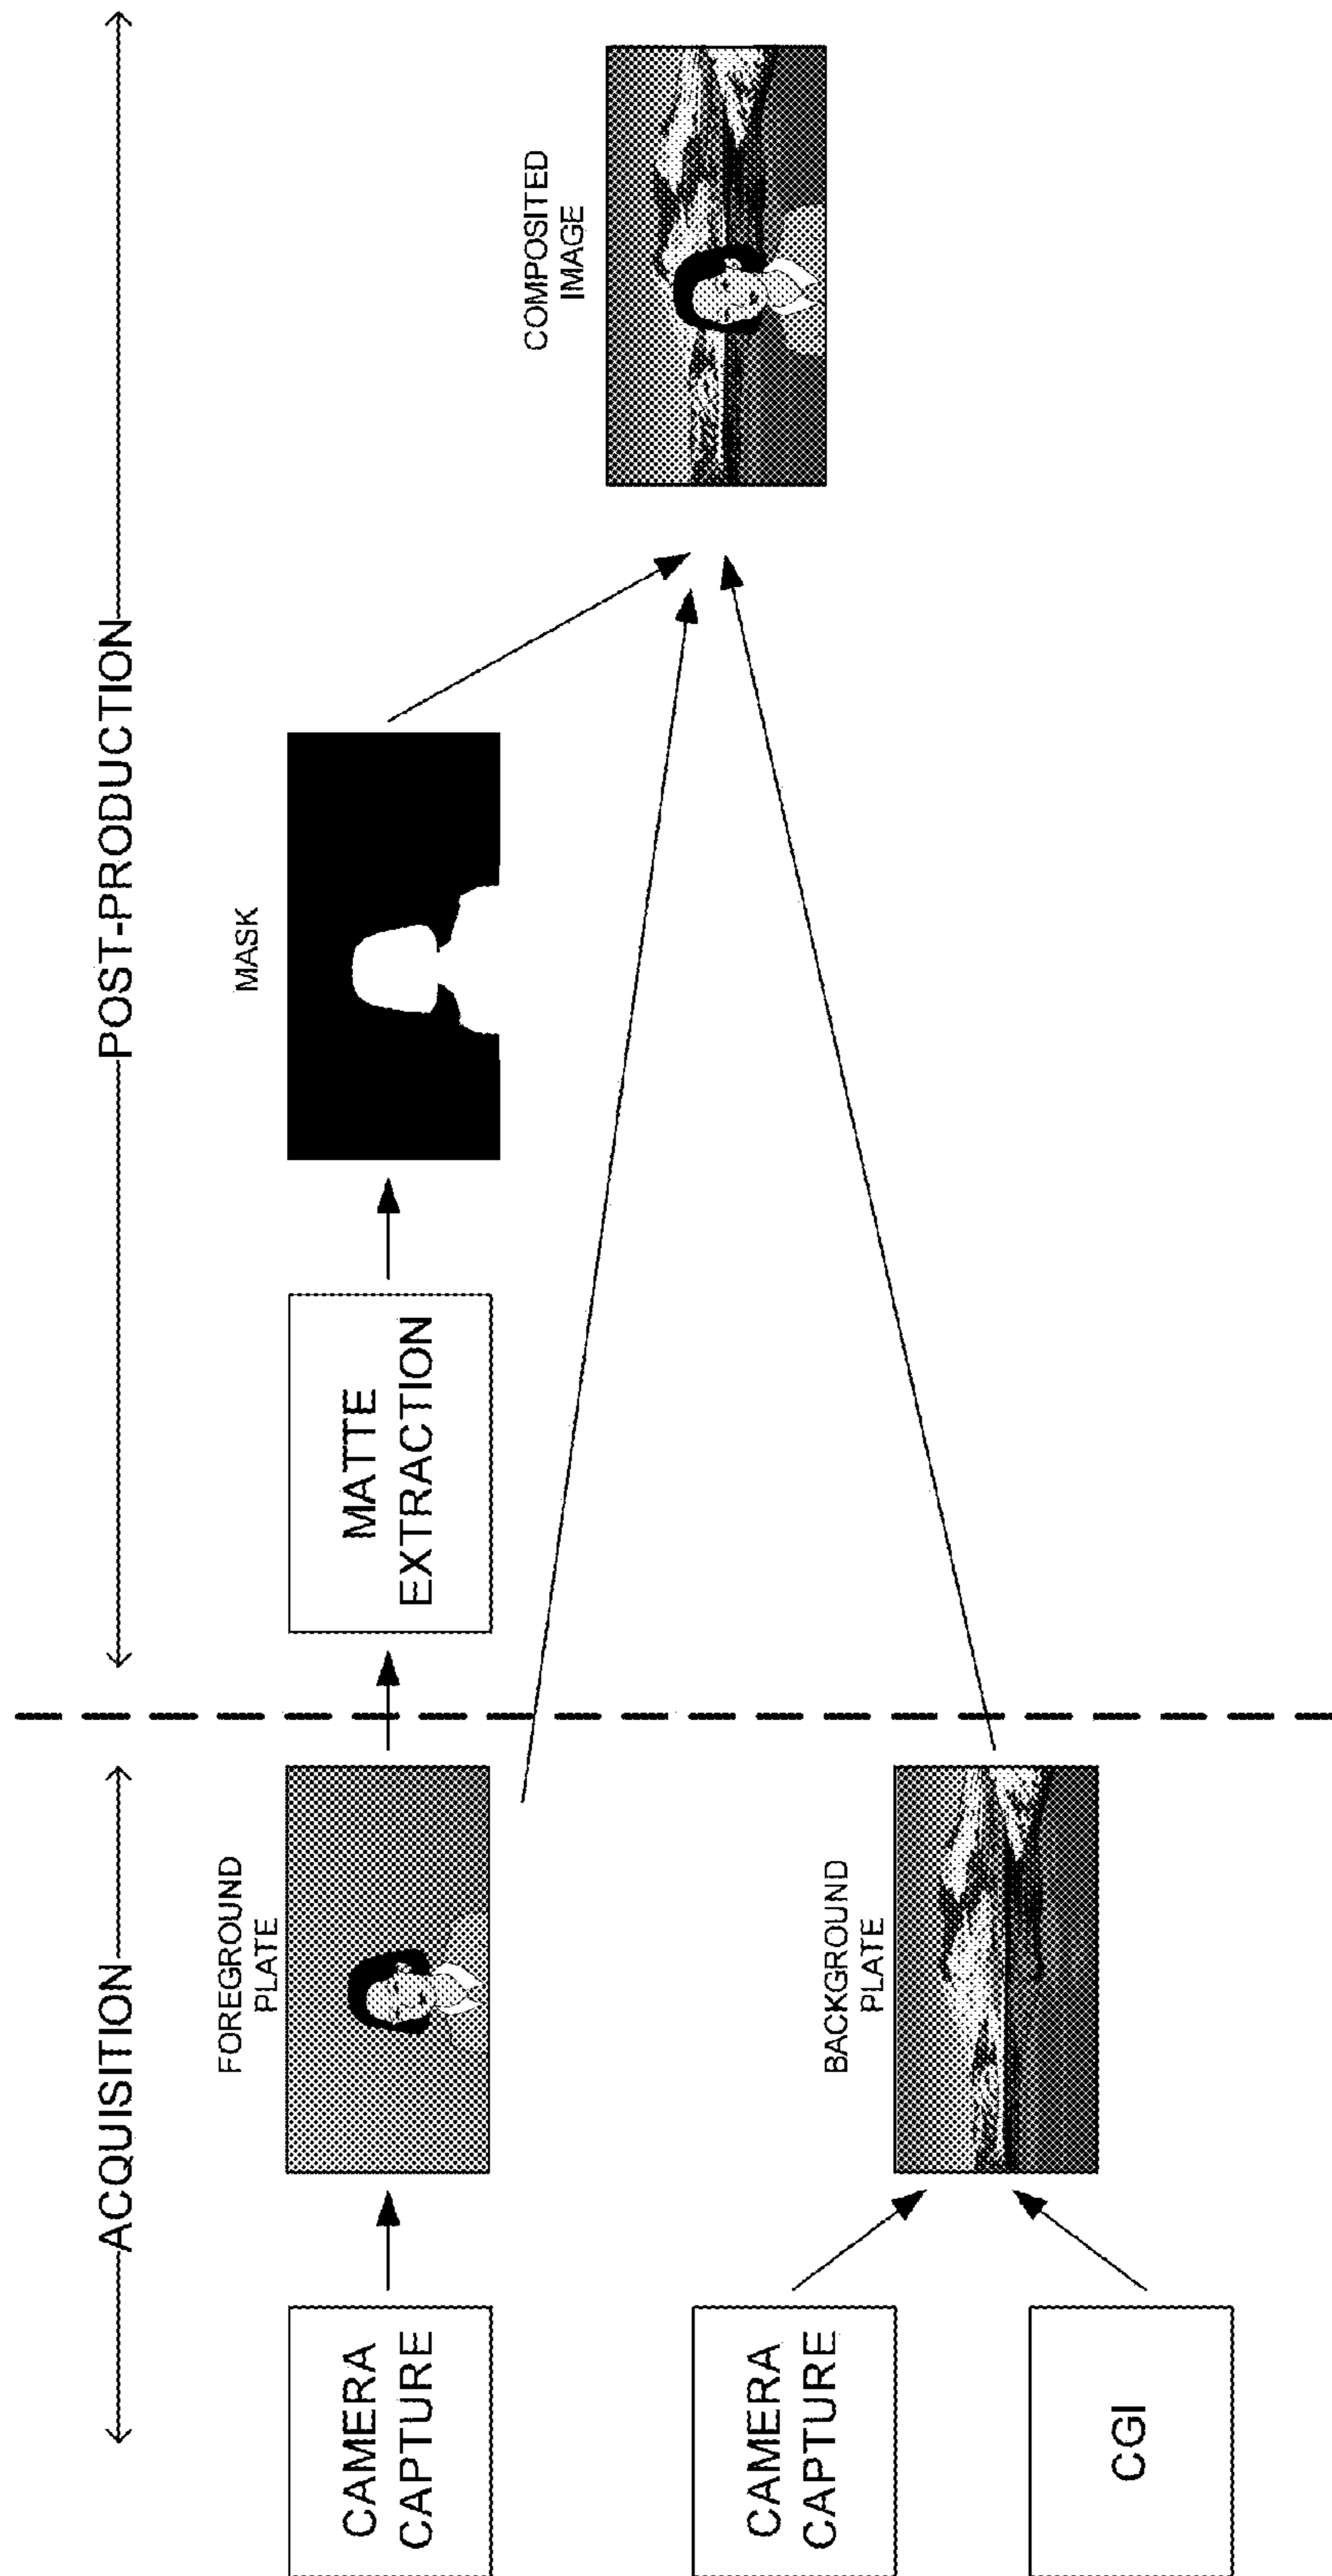 ACQUISITION
POST-PRODUCTION
CAMERA
CAPTURE
FOREGROUND
PLATE
MATTE
EXTRACTION
MASK
COMPOSITED
IMAGE
CAMERA
CAPTURE
BACKGROUND
PLATE
CGI